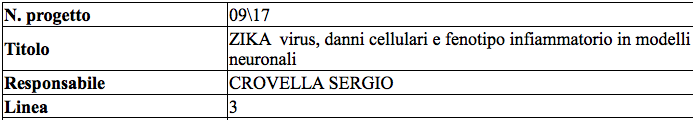 N. progetto 09\17
Titolo ZIKA virus, danni cellulari e fenotipo infiammatorio in modelli
neuronali
Responsabile CROVELLA SERGIO
Linea 3